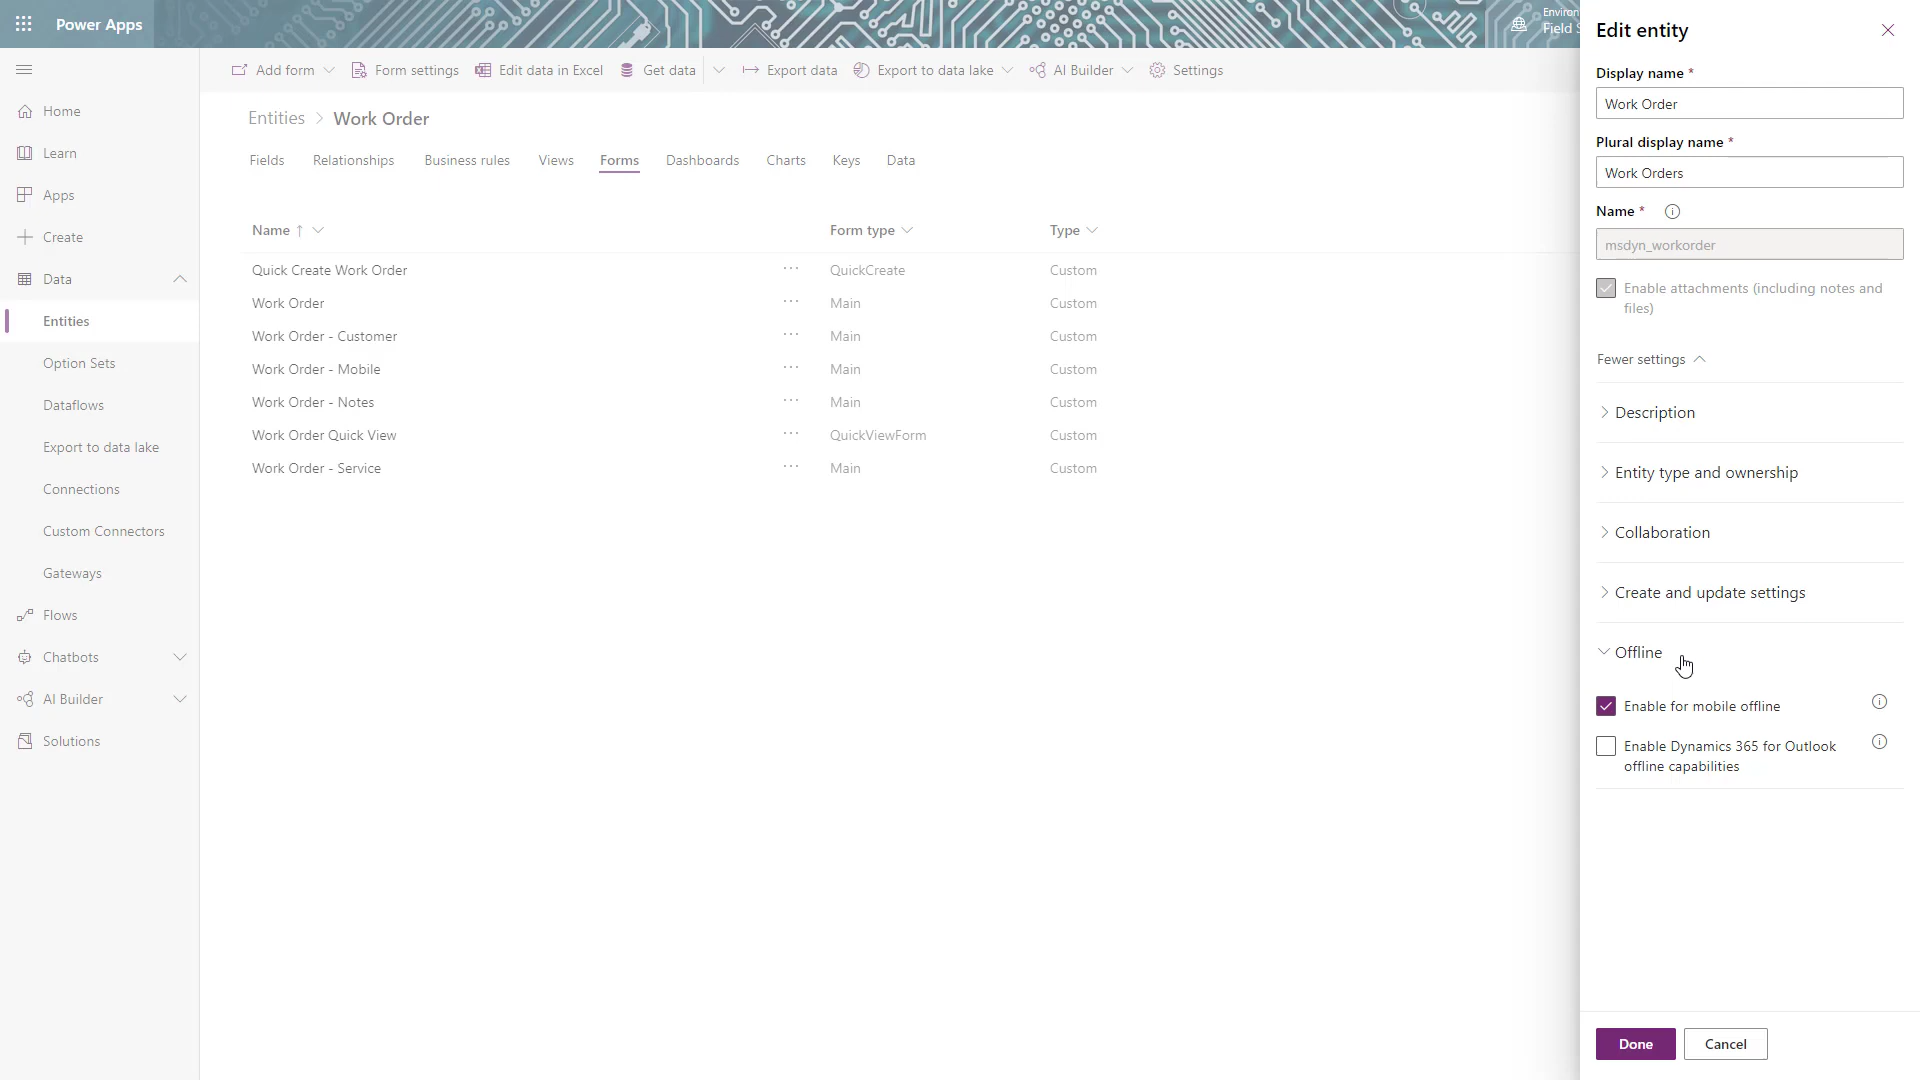 Power Apps
Environ
Field S
Home
Learn
Apps
Create
Data
Entities
Option Sets
Dataflows
Export to data lake
Connections
Custom Connectors
Gateways
Flows
Chatbots
AI Builder
Solutions
Add form
Form settings
Edit data in Excel
Get data
Export data
Export to data lake
AI Builder
Settings
Entities > Work Order
Fields Relationships Business rules Views Forms Dashboards Charts Keys Data
Name ↑ Form type Type
Quick Create Work Order ··· QuickCreate Custom
Work Order ··· Main Custom
Work Order - Customer ··· Main Custom
Work Order - Mobile ··· Main Custom
Work Order - Notes ··· Main Custom
Work Order Quick View ··· QuickViewForm Custom
Work Order - Service ··· Main Custom
Edit entity
Display name *
Work Order
Plural display name *
Work Orders
Name *
msdyn_workorder
Enable attachments (including notes and
files)
Fewer settings
Description
Entity type and ownership
Collaboration
Create and update settings
Offline
Enable for mobile offline
Enable Dynamics 365 for Outlook
offline capabilities
Done Cancel